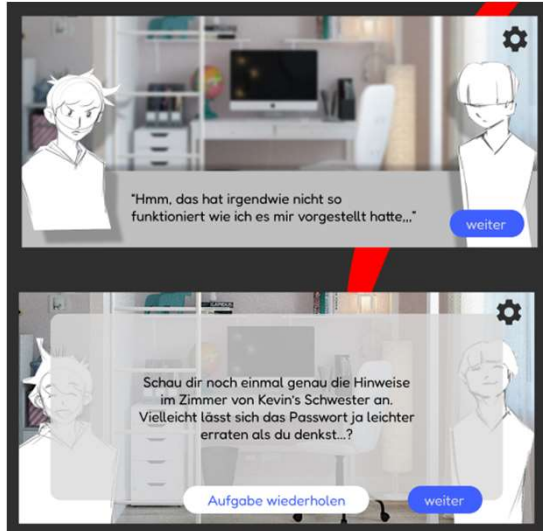 "Hmm, das hat irgendwie nicht so
funktioniert wie ich es mir vorgestellt hatte,,,"
weiter
Schau dir noch einmal genau die Hinweise
im Zimmer von Kevin's Schwester an.
Vielleicht lässt sich das Passwort ja leichter
erraten als du denkst...?
Aufgabe wiederholen
weiter